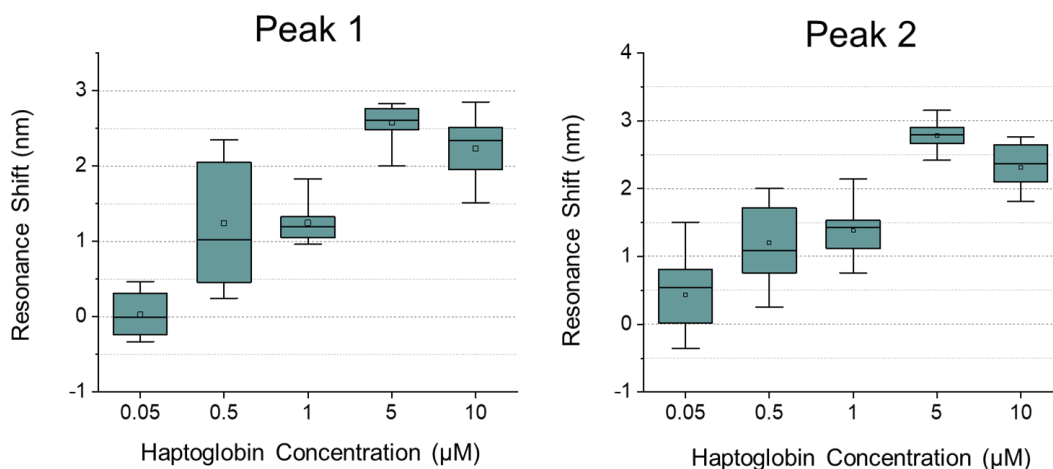 Peak 1
Resonance Shift (nm)
3
2
1
0
-1
0.05 0.5 1 5 10
Haptoglobin Concentration (µM)
Peak 2
Resonance Shift (nm)
4
3
2
1
0
-1
0.05 0.5 1 5 10
Haptoglobin Concentration (µM)